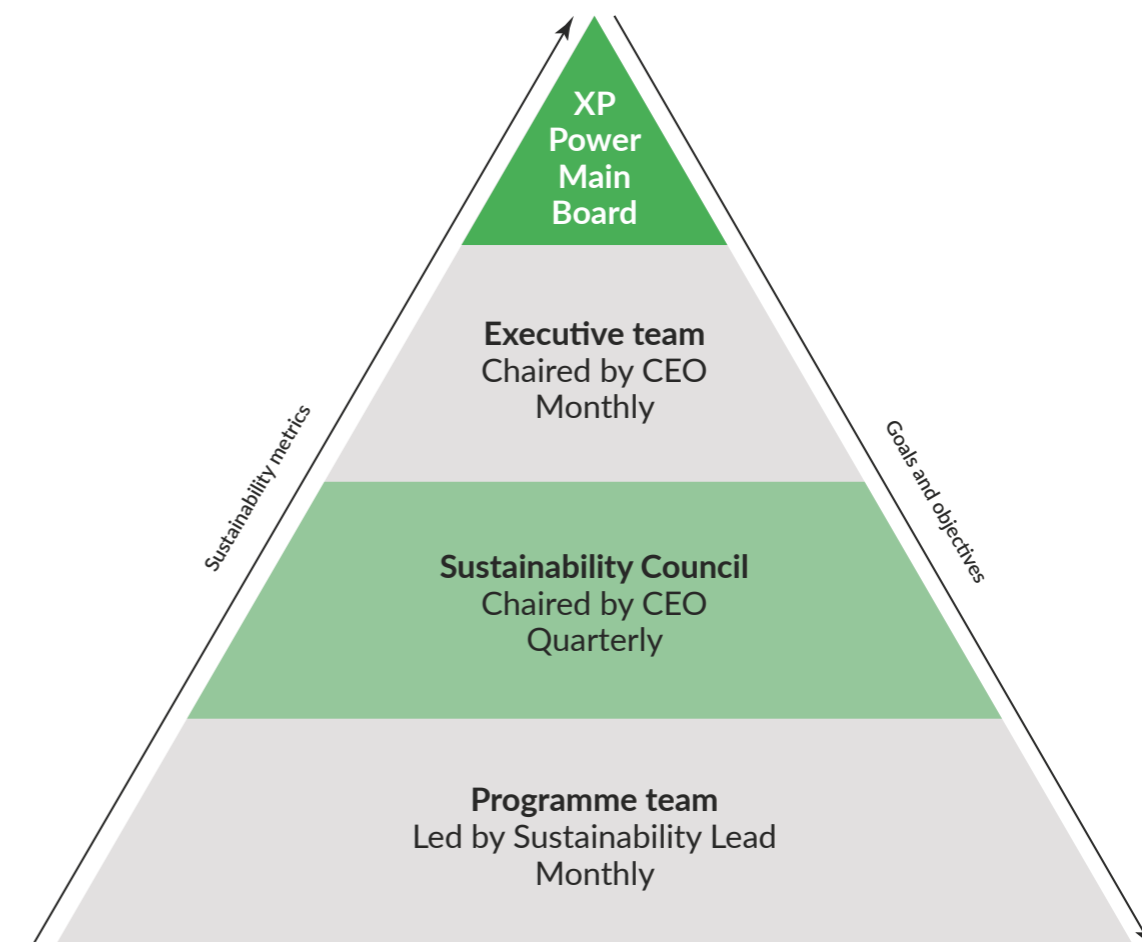 XP
Power
Main
Board
Executive team
Chaired by CEO
Monthly
Sustainability metrics
Goals and objectives
Sustainability Council
Chaired by CEO
Quarterly
Programme team
Led by Sustainability Lead
Monthly